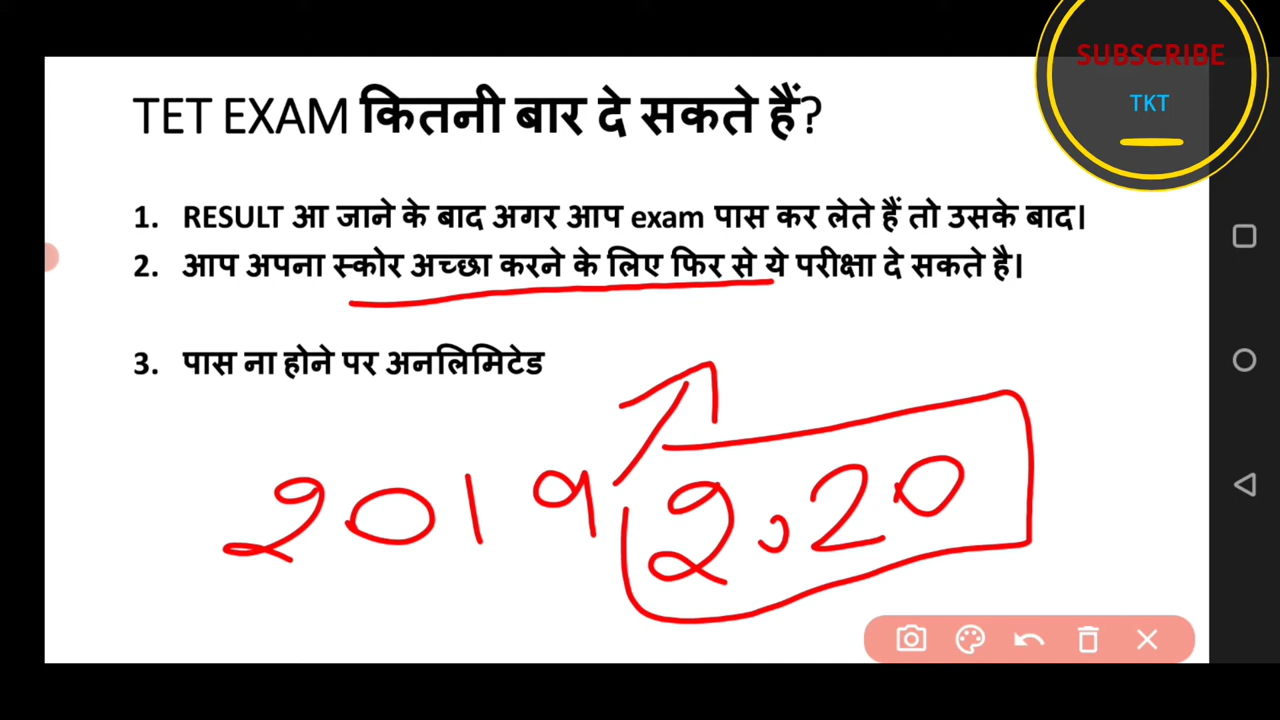 SUBSCRIBE
TKT
TET EXAM कितनी बार दे सकते हैं?
1. RESULT आ जाने के बाद अगर आप exam पास कर लेते हैं तो उसके बाद।
2. आप अपना स्कोर अच्छा करने के लिए फिर से ये परीक्षा दे सकते है।
3. पास ना होने पर अनलिमिटेड
2019 2020